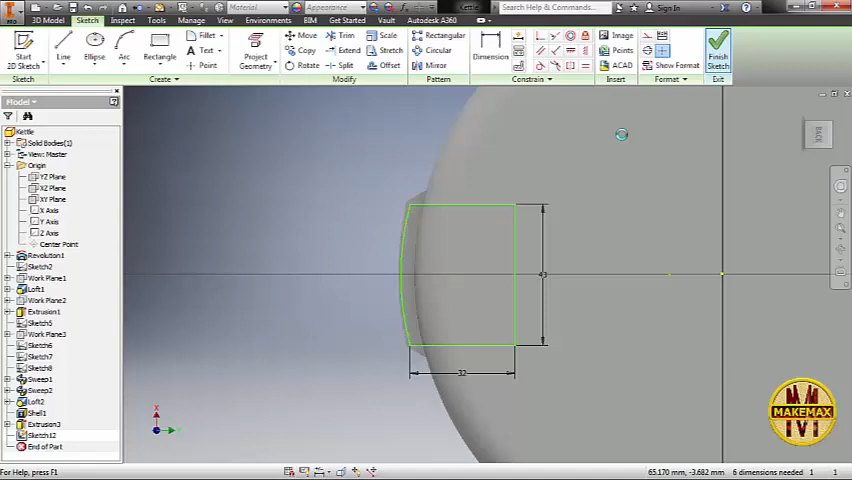 PRO
Material
Appearance
Kettle
Search Help & Commands...
Sign In
3D Model
Sketch
Inspect
Tools
Manage
View
Environments
BIM
Get Started
Vault
Autodesk A360
Start
2D Sketch
Line
Ellipse
Arc
Rectangle
Fillet
Text
Point
Project
Geometry
Move
Copy
Rotate
Trim
Extend
Split
Scale
Stretch
Offset
Rectangular
Circular
Mirror
Dimension
Image
Points
ACAD
Show Format
Finish
Sketch
Sketch
Create
Modify
Pattern
Constrain
Insert
Format
Exit
Model
Kettle
Solid Bodies(1)
View: Master
Origin
YZ Plane
XZ Plane
XY Plane
X Axis
Y Axis
Z Axis
Center Point
Revolution1
Sketch2
Work Plane1
Loft1
Work Plane2
Extrusion1
Sketch5
Work Plane3
Sketch6
Sketch7
Sketch8
Sweep1
Sweep2
Loft2
Shell1
Extrusion3
Sketch12
End of Part
43
32
BACK
X
Y
MAKEMAX
For Help, press F1
65.170 mm, -3.682 mm
6 dimensions needed
1
1